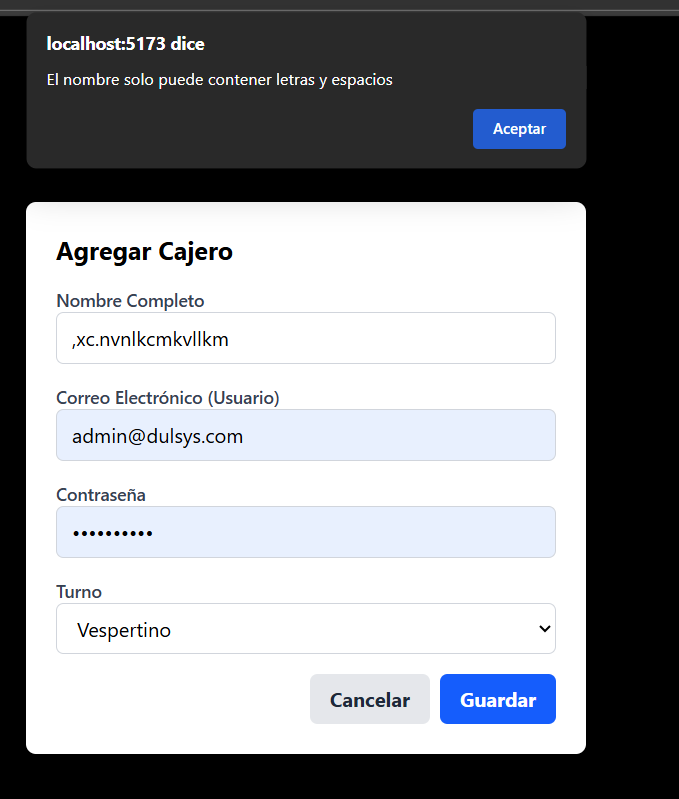 localhost:5173 dice
El nombre solo puede contener letras y espacios
Aceptar
Agregar Cajero
Nombre Completo
,xc.nvnlkcmkvllkm
Correo Electrónico (Usuario)
admin@dulsys.com
Contraseña
••••••••••
Turno
Vespertino
Cancelar
Guardar